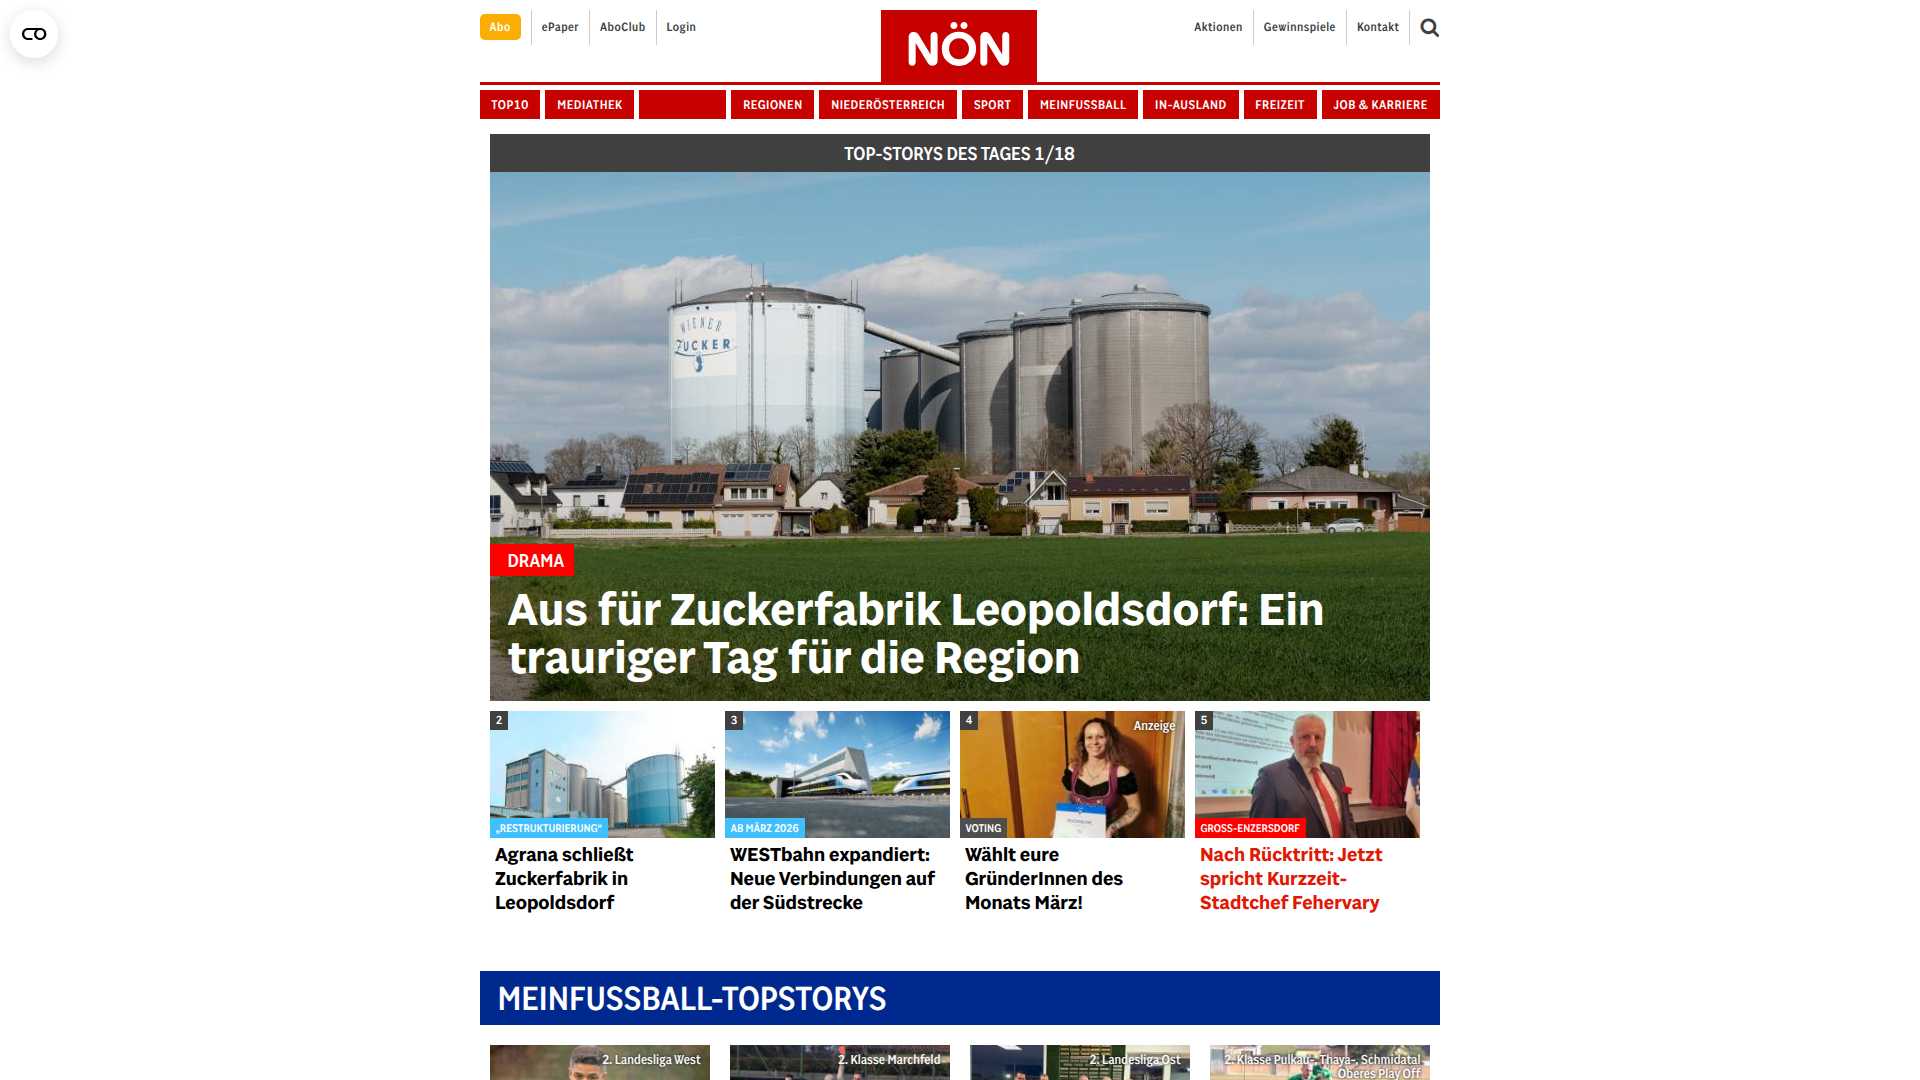 Abo
ePaper
AboClub
Login
NÖN
Aktionen
Gewinnspiele
Kontakt
TOP10
MEDIATHEK
REGIONEN
NIEDERÖSTERREICH
SPORT
MEINFUSSBALL
IN-AUSLAND
FREIZEIT
JOB & KARRIERE
TOP-STORYS DES TAGES 1/18
WIENER
ZUCKER
DRAMA
Aus für Zuckerfabrik Leopoldsdorf: Ein
trauriger Tag für die Region
2
„RESTRUKTURIERUNG“
Agrana schließt
Zuckerfabrik in
Leopoldsdorf
3
AB MÄRZ 2026
WESTbahn expandiert:
Neue Verbindungen auf
der Südstrecke
4
Anzeige
VOTING
Wählt eure
GründerInnen des
Monats März!
5
GROSS-ENZERSDORF
Nach Rücktritt: Jetzt
spricht Kurzzeit-
Stadtchef Fehervary
MEINFUSSBALL-TOPSTORYS
2. Landesliga West
2. Klasse Marchfeld
2. Landesliga Ost
2. Klasse Pulkau-, Thaya-, Schmidatal
Oberes Play Off